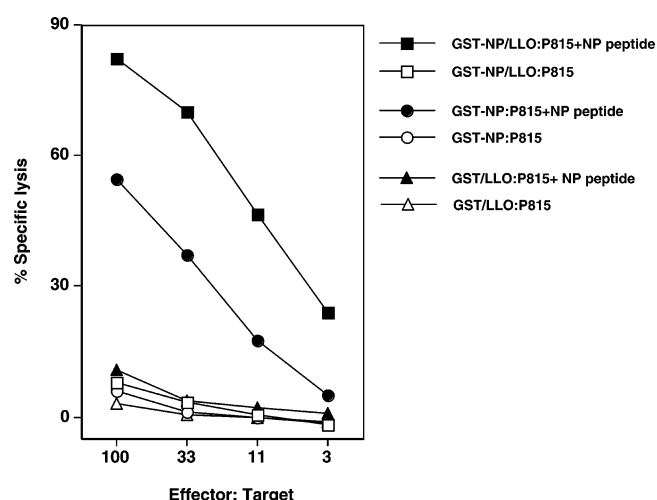 90
60
30
0
% Specific lysis
100 33 11 3
Effector: Target
GST-NP/LLO:P815+NP peptide
GST-NP/LLO:P815
GST-NP:P815+NP peptide
GST-NP:P815
GST/LLO:P815+ NP peptide
GST/LLO:P815